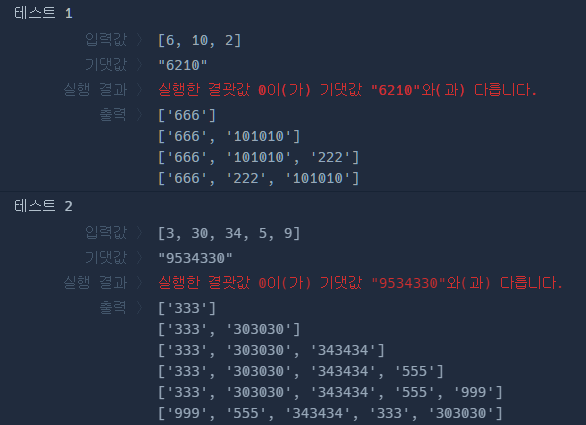 테스트 1
입력값 〉 [6, 10, 2]
기댓값 〉 "6210"
실행 결과 〉 실행한 결괏값 0이(가) 기댓값 "6210"와(과) 다릅니다.
출력 〉 ['666']
['666', '101010']
['666', '101010', '222']
['666', '222', '101010']
테스트 2
입력값 〉 [3, 30, 34, 5, 9]
기댓값 〉 "9534330"
실행 결과 〉 실행한 결괏값 0이(가) 기댓값 "9534330"와(과) 다릅니다.
출력 〉 ['333']
['333', '303030']
['333', '303030', '343434']
['333', '303030', '343434', '555']
['333', '303030', '343434', '555', '999']
['999', '555', '343434', '333', '303030']